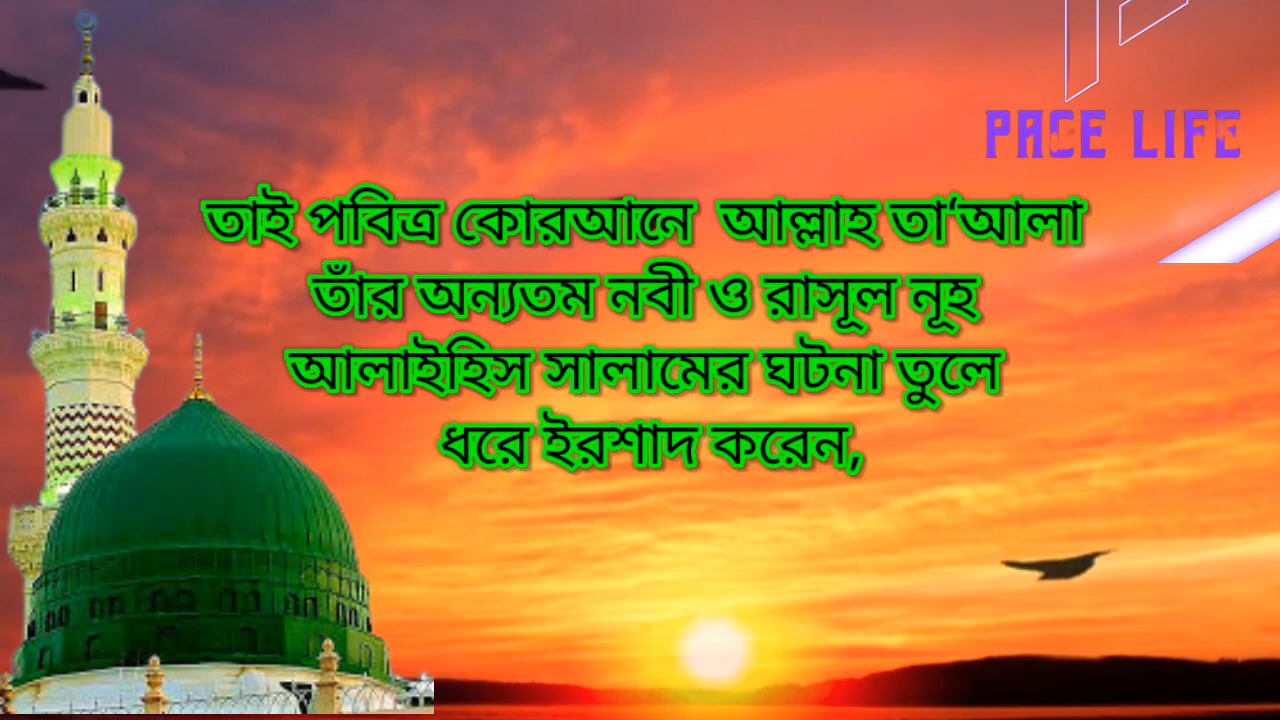 PACE LIFE
তাই পবিত্র কোরআনে আল্লাহ তা‘আলা
তাঁর অন্যতম নবী ও রাসূল নূহ
আলাইহিস সালামের ঘটনা তুলে
ধরে ইরশাদ করেন,